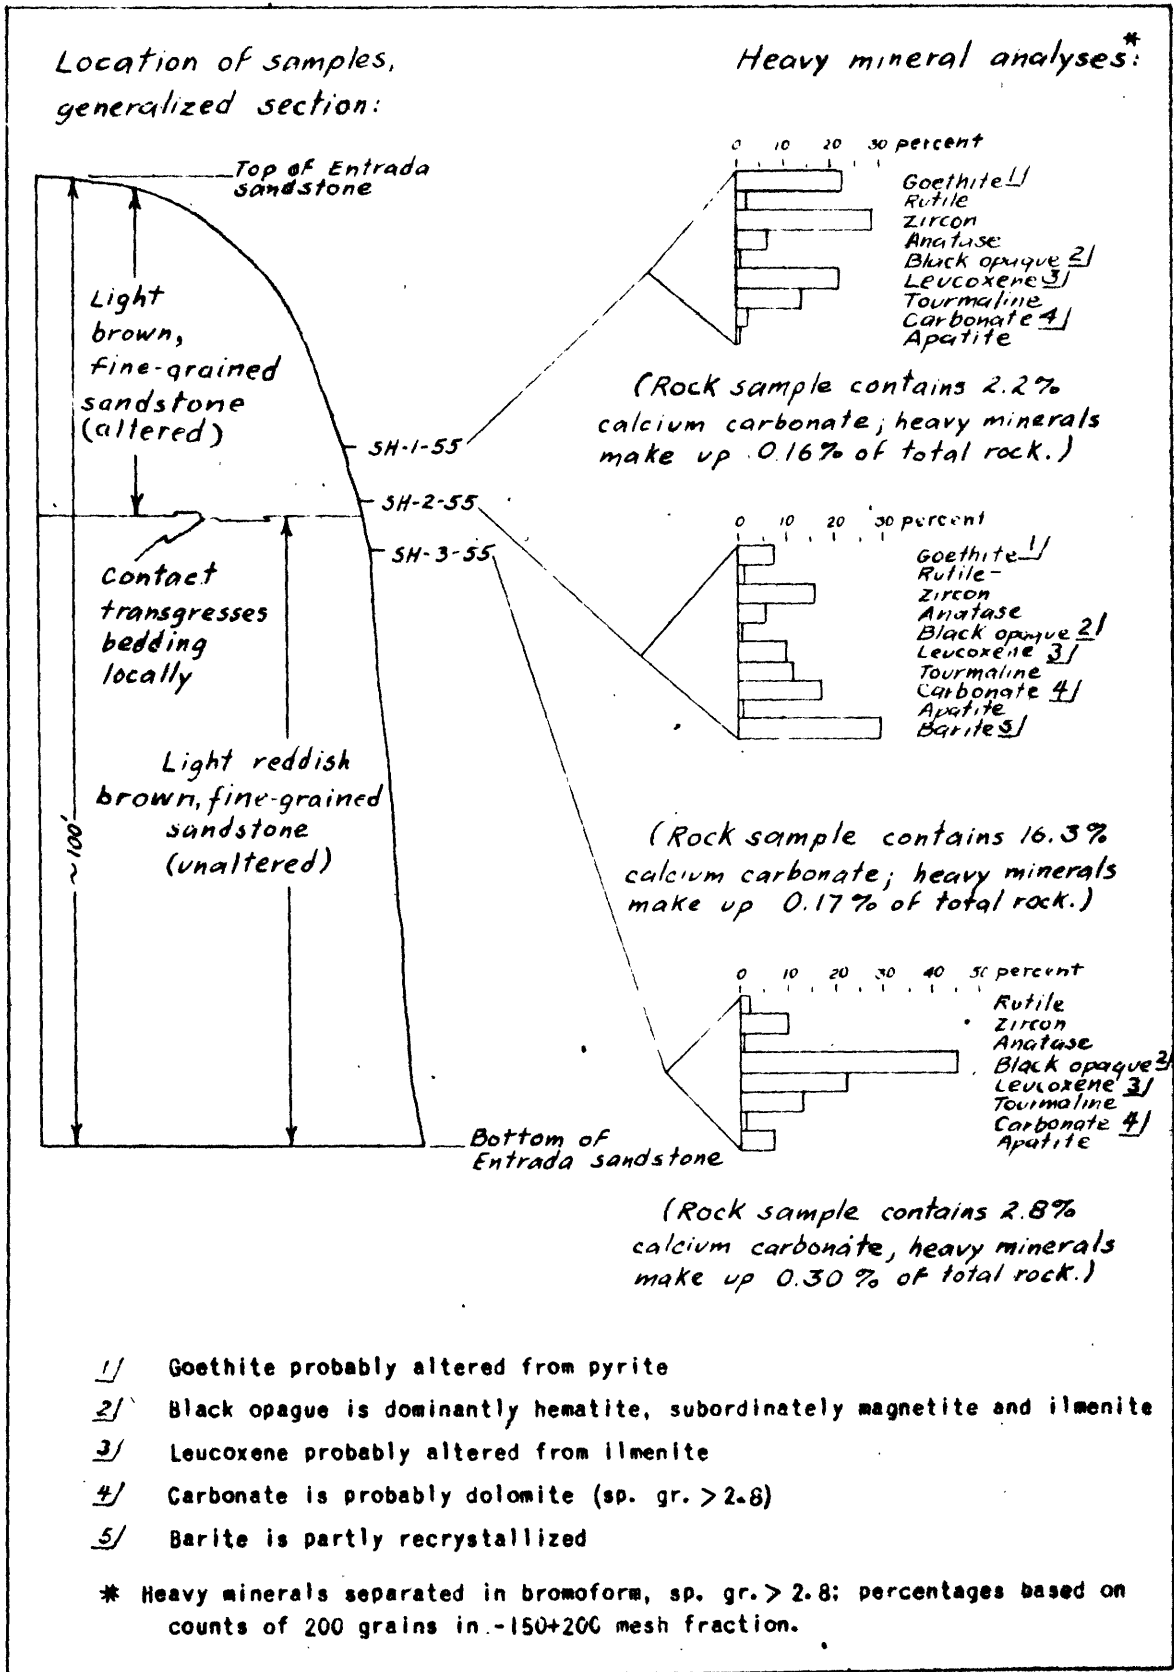 Location of samples,
generalized section:
Heavy mineral analyses:*
Top of Entrada
sandstone
Light
brown,
fine-grained
sandstone
(altered)
SH-1-55
SH-2-55
SH-3-55
Contact
transgresses
bedding
locally
Light reddish
brown, fine-grained
sandstone
(unaltered)
~100'
Bottom of
Entrada sandstone
0 10 20 30 percent
Goethite 1/
Rutile
Zircon
Anatase
Black opaque 2/
Leucoxene 3/
Tourmaline
Carbonate 4/
Apatite
(Rock sample contains 2.2%
calcium carbonate; heavy minerals
make up 0.16% of total rock.)
0 10 20 30 percent
Goethite 1/
Rutile
Zircon
Anatase
Black opaque 2/
Leucoxene 3/
Tourmaline
Carbonate 4/
Apatite
Barite 5/
(Rock sample contains 16.3%
calcium carbonate; heavy minerals
make up 0.17% of total rock.)
0 10 20 30 40 50 percent
Rutile
Zircon
Anatase
Black opaque 2/
Leucoxene 3/
Tourmaline
Carbonate 4/
Apatite
(Rock sample contains 2.8%
calcium carbonate, heavy minerals
make up 0.30 % of total rock.)
1/ Goethite probably altered from pyrite
2/ Black opague is dominantly hematite, subordinately magnetite and ilmenite
3/ Leucoxene probably altered from ilmenite
4/ Carbonate is probably dolomite (sp. gr. > 2.8)
5/ Barite is partly recrystallized
* Heavy minerals separated in bromoform, sp. gr. > 2.8; percentages based on
counts of 200 grains in -150+200 mesh fraction.